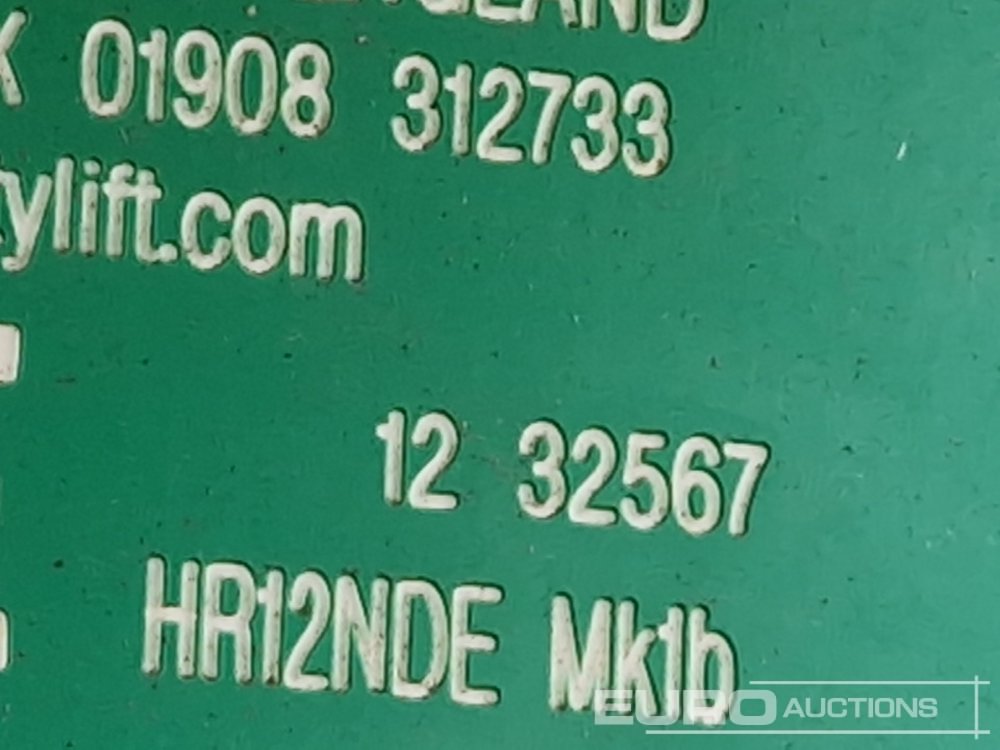 01908 312733
ylift.com
12 32567
HR12NDE Mk1b
EURO AUCTIONS